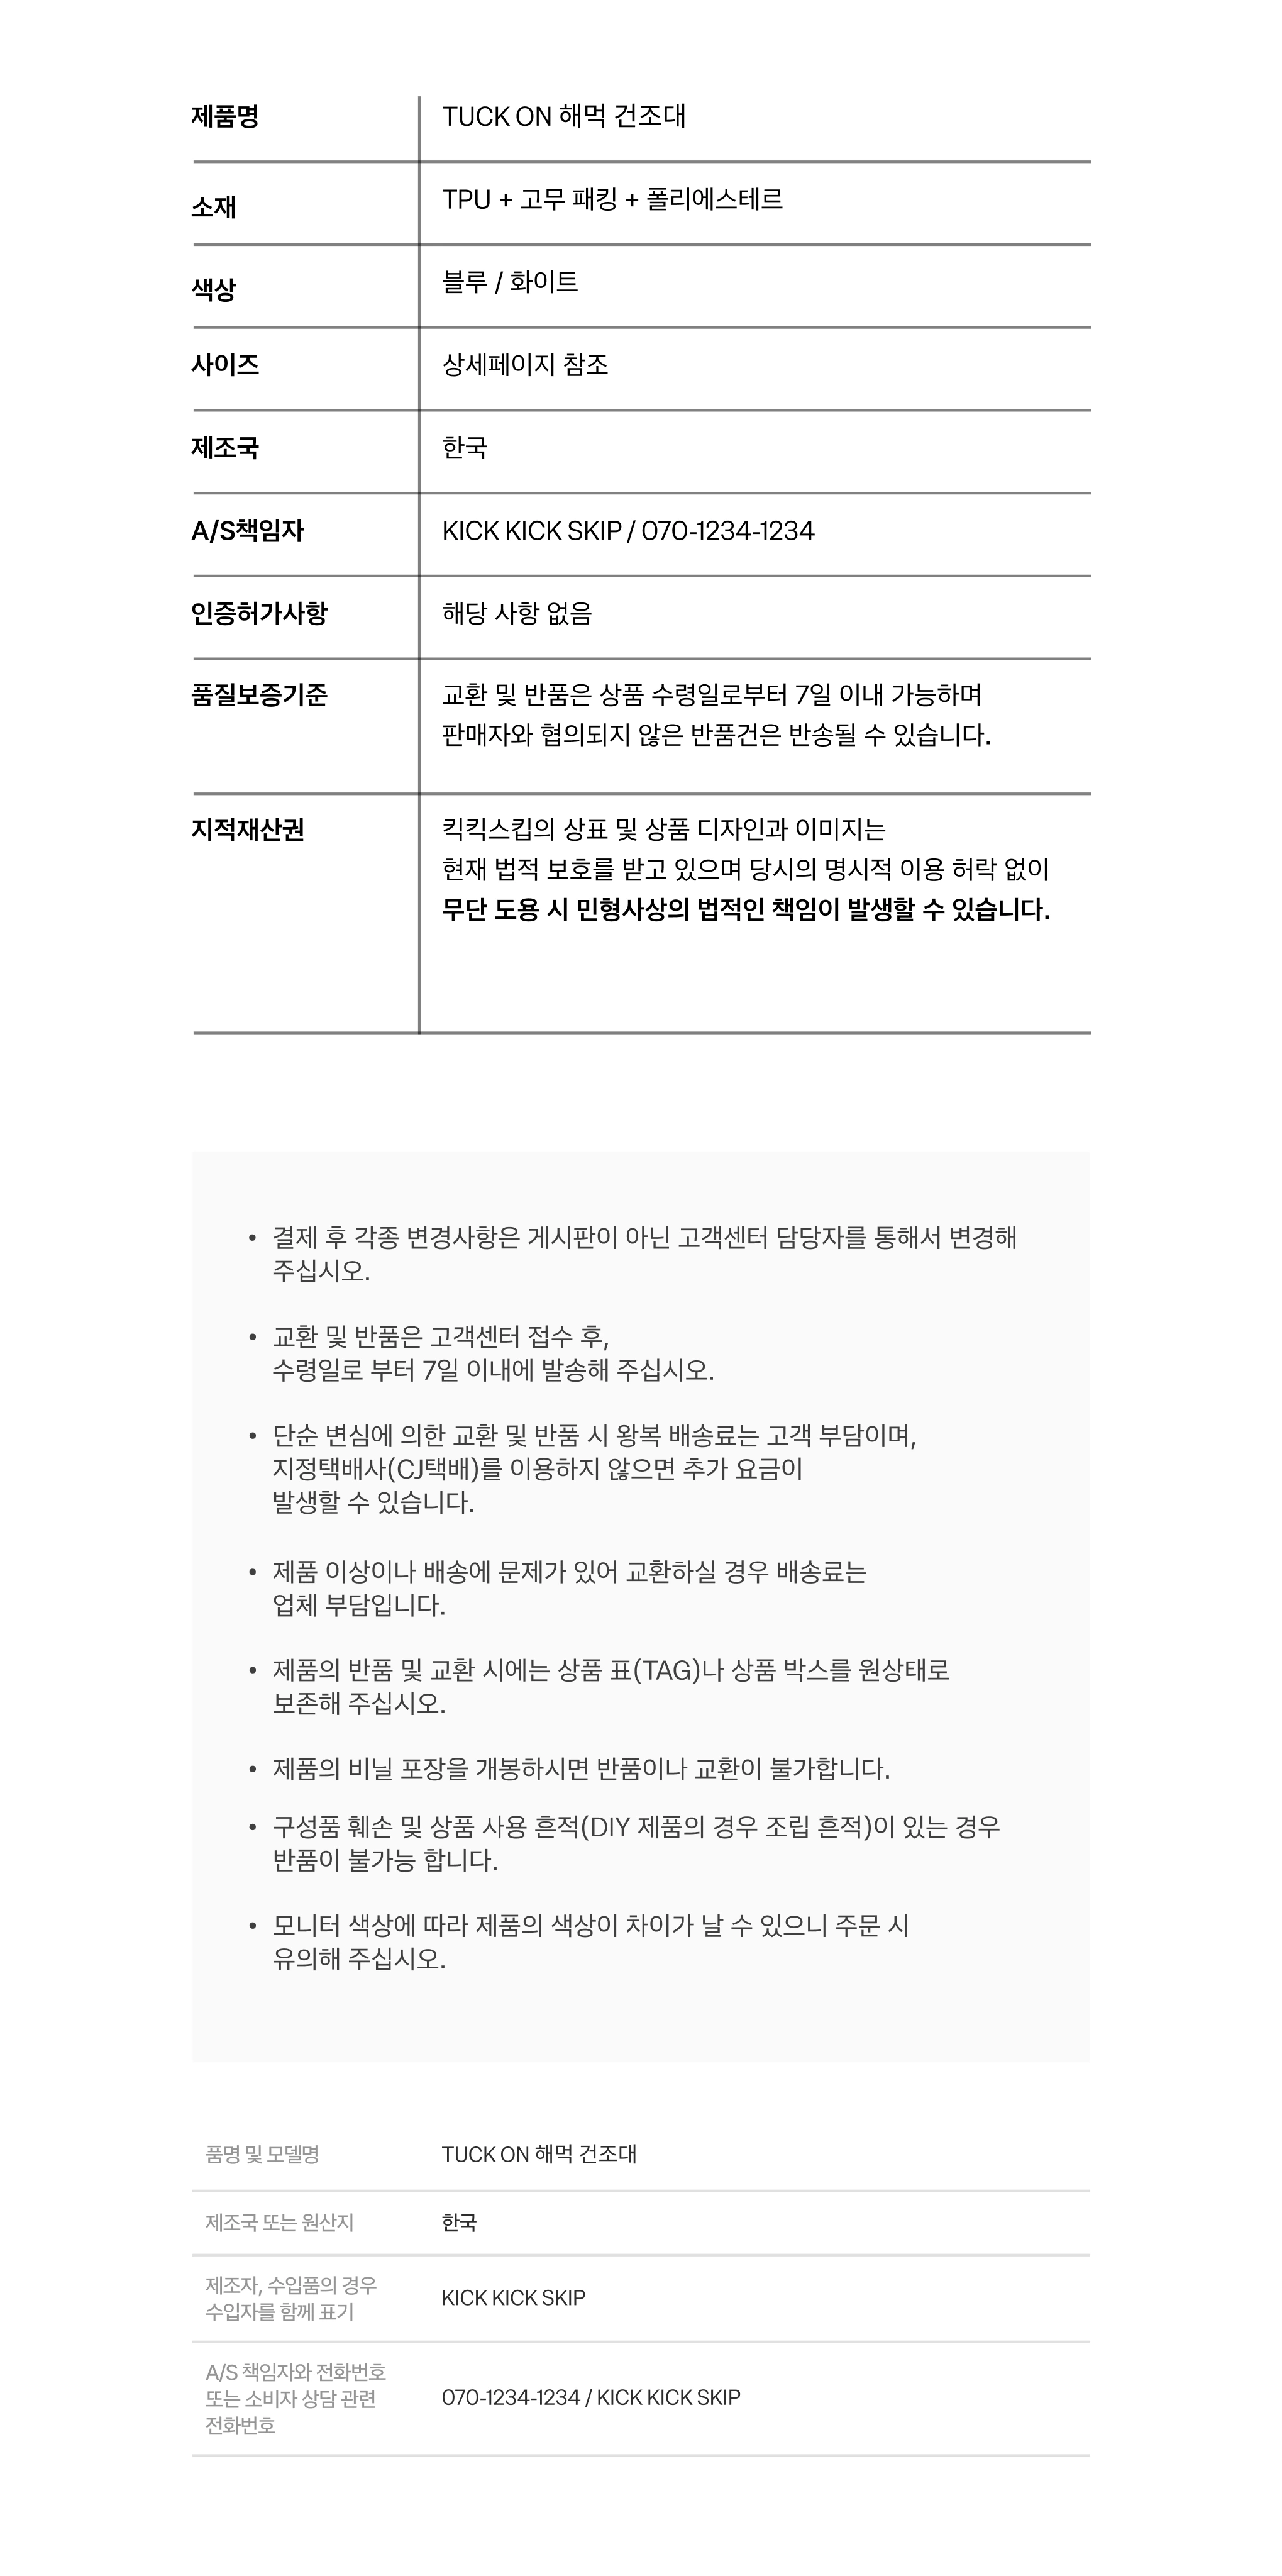 제품명 TUCK ON 해먹 건조대
소재 TPU + 고무 패킹 + 폴리에스테르
색상 블루 / 화이트
사이즈 상세페이지 참조
제조국 한국
A/S책임자 KICK KICK SKIP / 070-1234-1234
인증허가사항 해당 사항 없음
품질보증기준 교환 및 반품은 상품 수령일로부터 7일 이내 가능하며
판매자와 협의되지 않은 반품건은 반송될 수 있습니다.
지적재산권 킥킥스킵의 상표 및 상품 디자인과 이미지는
현재 법적 보호를 받고 있으며 당시의 명시적 이용 허락 없이
무단 도용 시 민형사상의 법적인 책임이 발생할 수 있습니다.
• 결제 후 각종 변경사항은 게시판이 아닌 고객센터 담당자를 통해서 변경해
주십시오.
• 교환 및 반품은 고객센터 접수 후,
수령일로 부터 7일 이내에 발송해 주십시오.
• 단순 변심에 의한 교환 및 반품 시 왕복 배송료는 고객 부담이며,
지정택배사(CJ택배)를 이용하지 않으면 추가 요금이
발생할 수 있습니다.
• 제품 이상이나 배송에 문제가 있어 교환하실 경우 배송료는
업체 부담입니다.
• 제품의 반품 및 교환 시에는 상품 표(TAG)나 상품 박스를 원상태로
보존해 주십시오.
• 제품의 비닐 포장을 개봉하시면 반품이나 교환이 불가합니다.
• 구성품 훼손 및 상품 사용 흔적(DIY 제품의 경우 조립 흔적)이 있는 경우
반품이 불가능 합니다.
• 모니터 색상에 따라 제품의 색상이 차이가 날 수 있으니 주문 시
유의해 주십시오.
품명 및 모델명 TUCK ON 해먹 건조대
제조국 또는 원산지 한국
제조자, 수입품의 경우
수입자를 함께 표기
KICK KICK SKIP
A/S 책임자와 전화번호
또는 소비자 상담 관련
전화번호
070-1234-1234 / KICK KICK SKIP